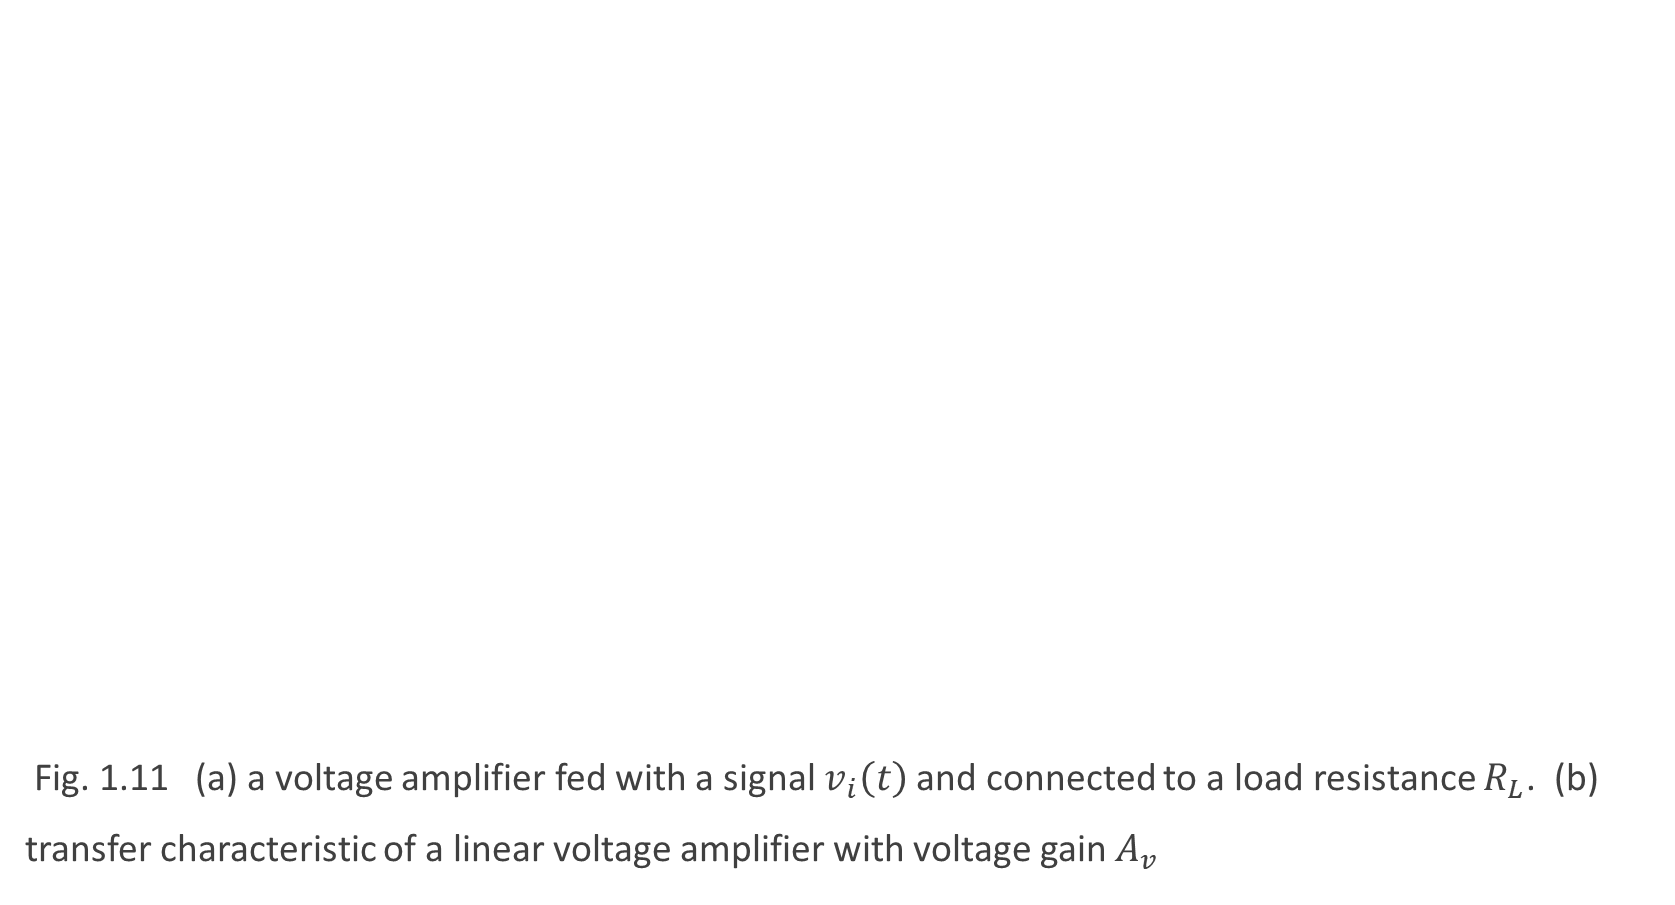 Fig. 1.11 (a) a voltage amplifier fed with a signal 𝑣ᵢ(𝑡) and connected to a load resistance 𝑅_𝐿. (b)
transfer characteristic of a linear voltage amplifier with voltage gain 𝐴ᵥ